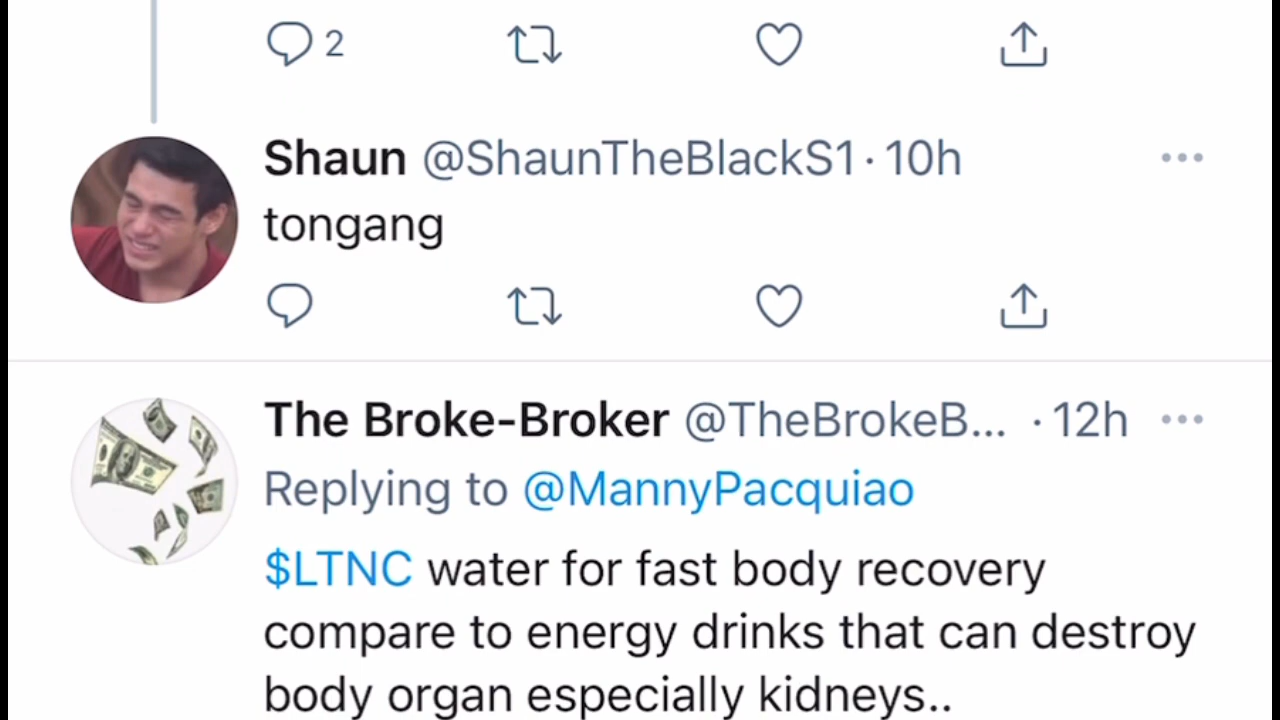 2
Shaun @ShaunTheBlackS1 · 10h
tongang
The Broke-Broker @TheBrokeB... · 12h
Replying to @MannyPacquiao
$LTNC water for fast body recovery
compare to energy drinks that can destroy
body organ especially kidneys..